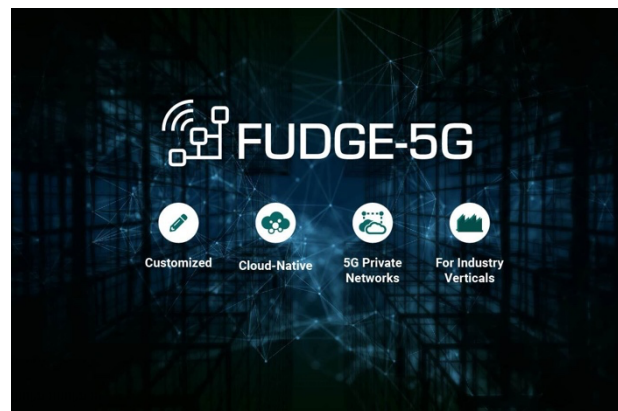 FUDGE-5G
Customized
Cloud-Native
5G Private
Networks
For Industry
Verticals